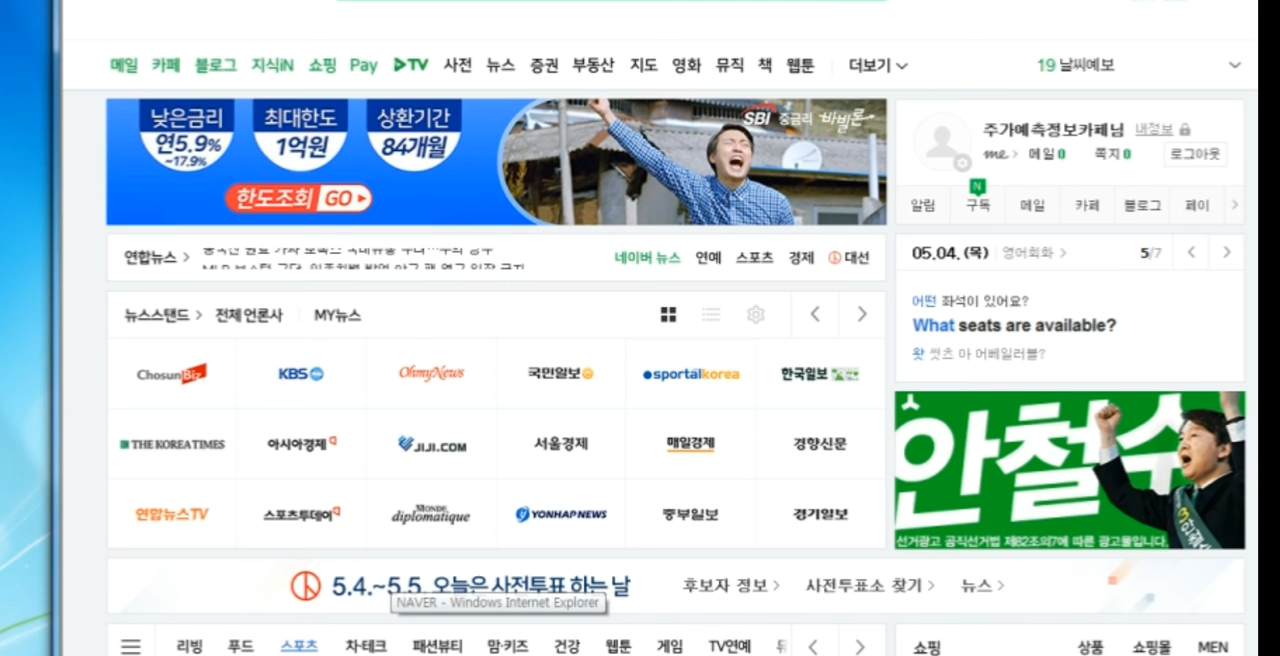 메일 카페 블로그 지식iN 쇼핑 Pay TV 사전 뉴스 증권 부동산 지도 영화 뮤직 책 웹툰 더보기 19 날씨예보
낮은금리 최대한도 상환기간
연5.9% 1억원 84개월
~17.9%
한도조회 GO
SBI 중금리 바빌론
주가예측정보카페님 내정보
me 메일 0 쪽지 0 로그아웃
N
알림 구독 메일 카페 블로그 페이
연합뉴스 네이버 뉴스 연예 스포츠 경제 대선
05.04. (목) 영어회화 5/7
어떤 좌석이 있어요?
What seats are available?
왓 씻츠 아 어베일러블?
뉴스스탠드 전체 언론사 MY뉴스
ChosunBiz KBS OhmyNews 국민일보 sportalkorea 한국일보
THE KOREA TIMES 아시아경제 JIJI.COM 서울경제 매일경제 경향신문
연합뉴스TV 스포츠투데이 LE MONDE diplomatique YONHAP NEWS 중부일보 경기일보
안철수
선거광고 공직선거법 제82조의7에 따른 광고물입니다.
5.4.~5.5. 오늘은 사전투표 하는 날 후보자 정보 사전투표소 찾기 뉴스
NAVER - Windows Internet Explorer
리빙 푸드 스포츠 차·테크 패션뷰티 맘·키즈 건강 웹툰 게임 TV연예
쇼핑 상품 쇼핑몰 MEN